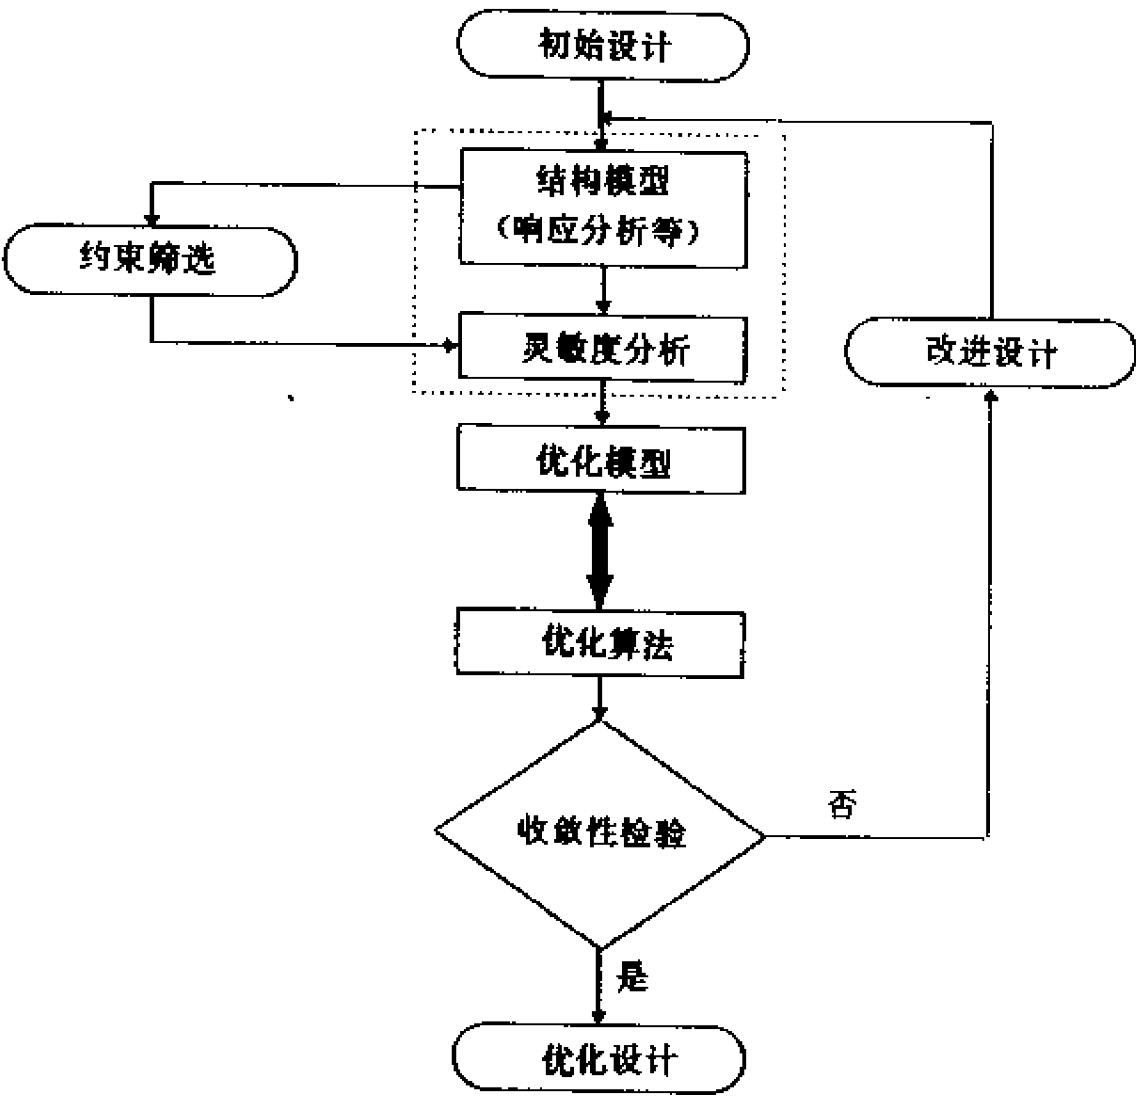 初始设计
结构模型
（响应分析等）
约束筛选
灵敏度分析
改进设计
优化模型
优化算法
收敛性检验
否
是
优化设计